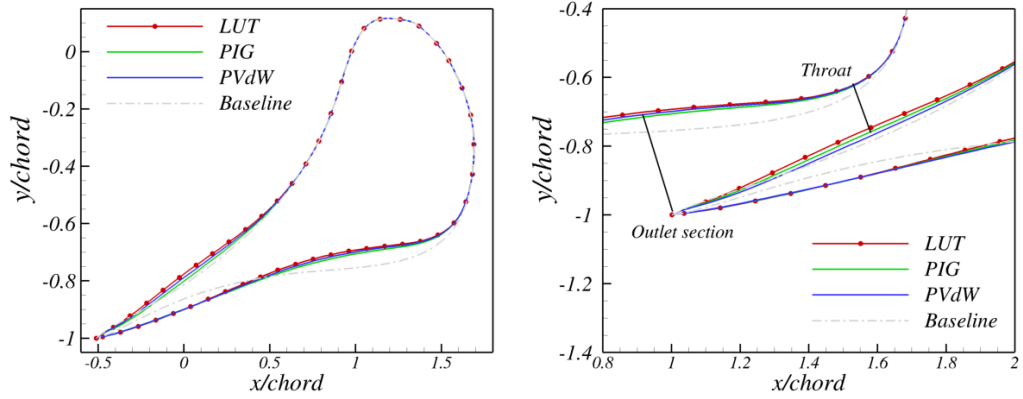 LUT
PIG
PVdW
Baseline
0
-0.2
-0.4
-0.6
-0.8
-1
y/chord
-0.5
0
0.5
1
1.5
x/chord
-0.4
-0.6
-0.8
-1
-1.2
-1.4
y/chord
Throat
Outlet section
LUT
PIG
PVdW
Baseline
0.8
1
1.2
1.4
1.6
1.8
2
x/chord